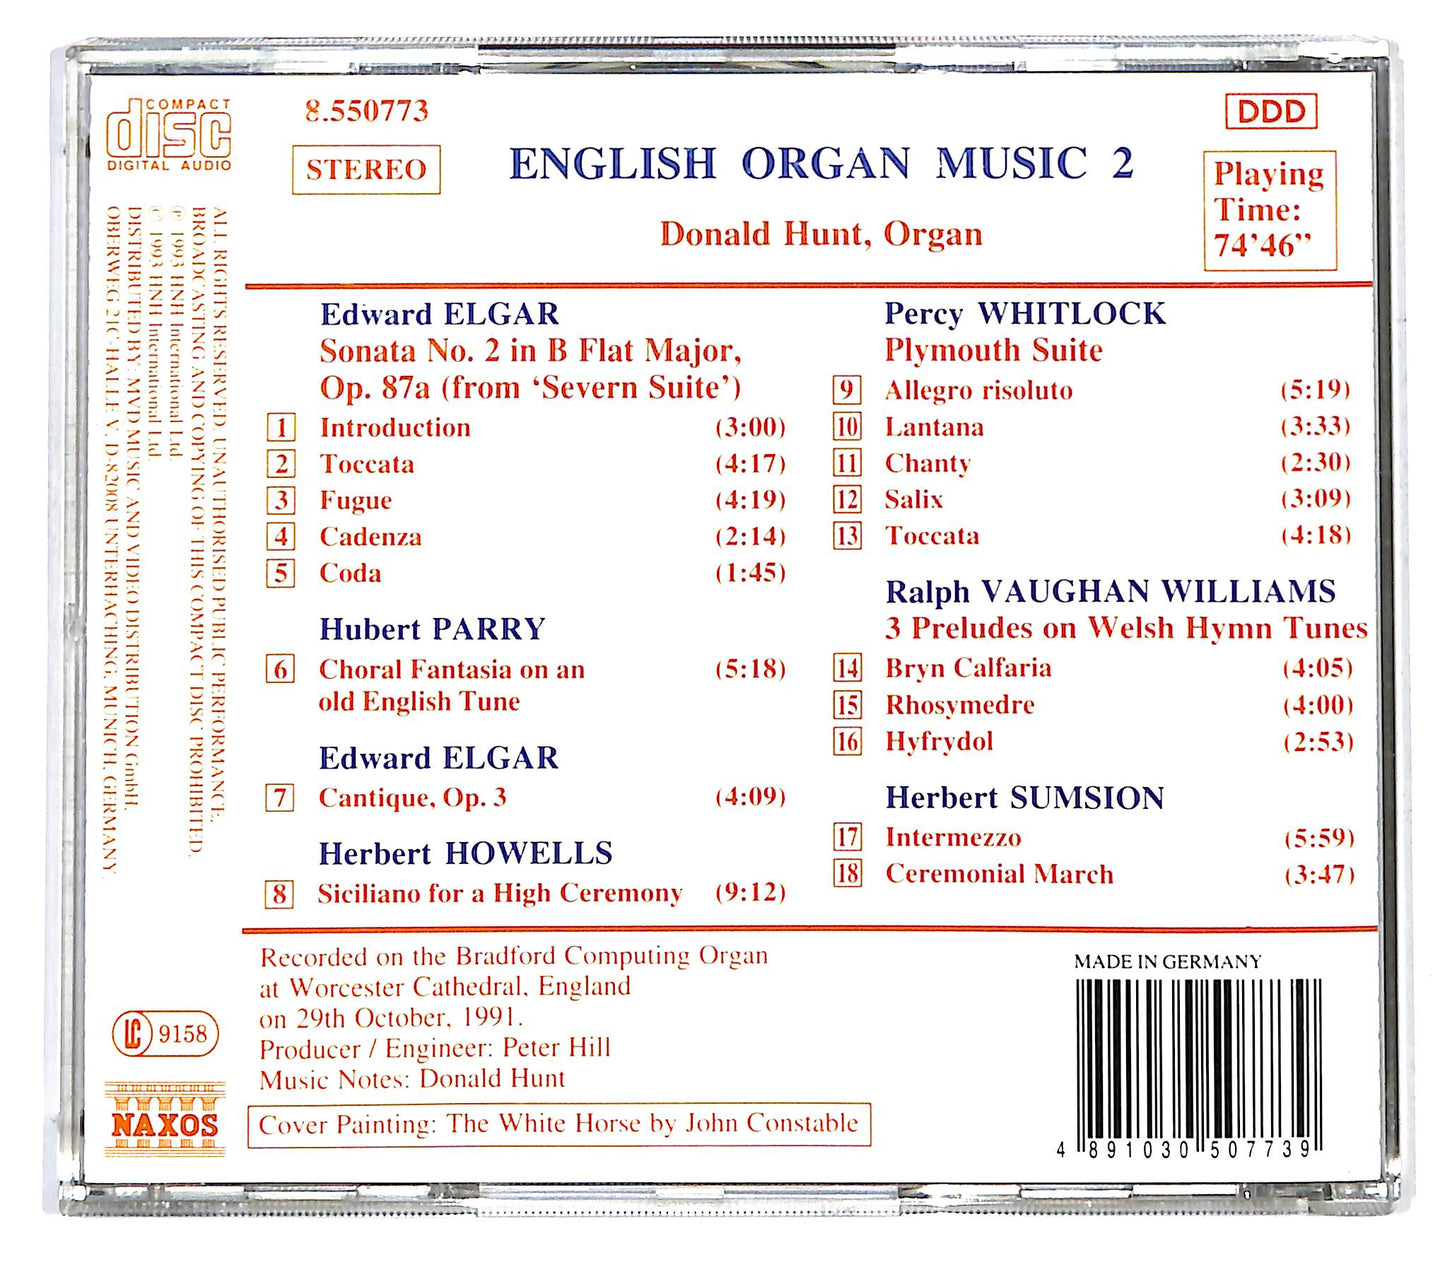 COMPACT
disc
DIGITAL AUDIO
8.550773
STEREO
ENGLISH ORGAN MUSIC 2
Donald Hunt, Organ
DDD
Playing
Time:
74’46”
ALL RIGHTS RESERVED. UNAUTHORISED PUBLIC PERFORMANCE,
BROADCASTING AND COPYING OF THIS COMPACT DISC PROHIBITED.
℗ 1993 HNH International Ltd.
© 1993 HNH International Ltd.
DISTRIBUTED BY: MVD MUSIC AND VIDEO DISTRIBUTION GmbH,
OBERWEG 21C-HALLE V, D-8208 UNTERHACHING, MUNICH, GERMANY.
Edward ELGAR
Sonata No. 2 in B Flat Major,
Op. 87a (from ‘Severn Suite’)
1 Introduction (3:00)
2 Toccata (4:17)
3 Fugue (4:19)
4 Cadenza (2:14)
5 Coda (1:45)
Hubert PARRY
6 Choral Fantasia on an (5:18)
old English Tune
Edward ELGAR
7 Cantique, Op. 3 (4:09)
Herbert HOWELLS
8 Siciliano for a High Ceremony (9:12)
Percy WHITLOCK
Plymouth Suite
9 Allegro risoluto (5:19)
10 Lantana (3:33)
11 Chanty (2:30)
12 Salix (3:09)
13 Toccata (4:18)
Ralph VAUGHAN WILLIAMS
3 Preludes on Welsh Hymn Tunes
14 Bryn Calfaria (4:05)
15 Rhosymedre (4:00)
16 Hyfrydol (2:53)
Herbert SUMSION
17 Intermezzo (5:59)
18 Ceremonial March (3:47)
Recorded on the Bradford Computing Organ
at Worcester Cathedral, England
on 29th October, 1991.
Producer / Engineer: Peter Hill
Music Notes: Donald Hunt
Cover Painting: The White Horse by John Constable
LC 9158
NAXOS
MADE IN GERMANY
4 891030 507739